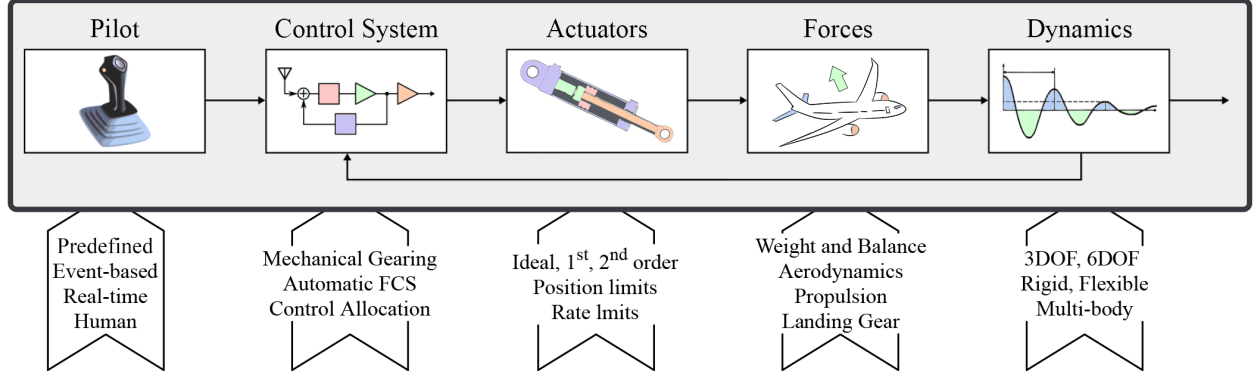 Pilot
Control System
Actuators
Forces
Dynamics
Predefined
Event-based
Real-time
Human
Mechanical Gearing
Automatic FCS
Control Allocation
Ideal, 1st, 2nd order
Position limits
Rate lmits
Weight and Balance
Aerodynamics
Propulsion
Landing Gear
3DOF, 6DOF
Rigid, Flexible
Multi-body